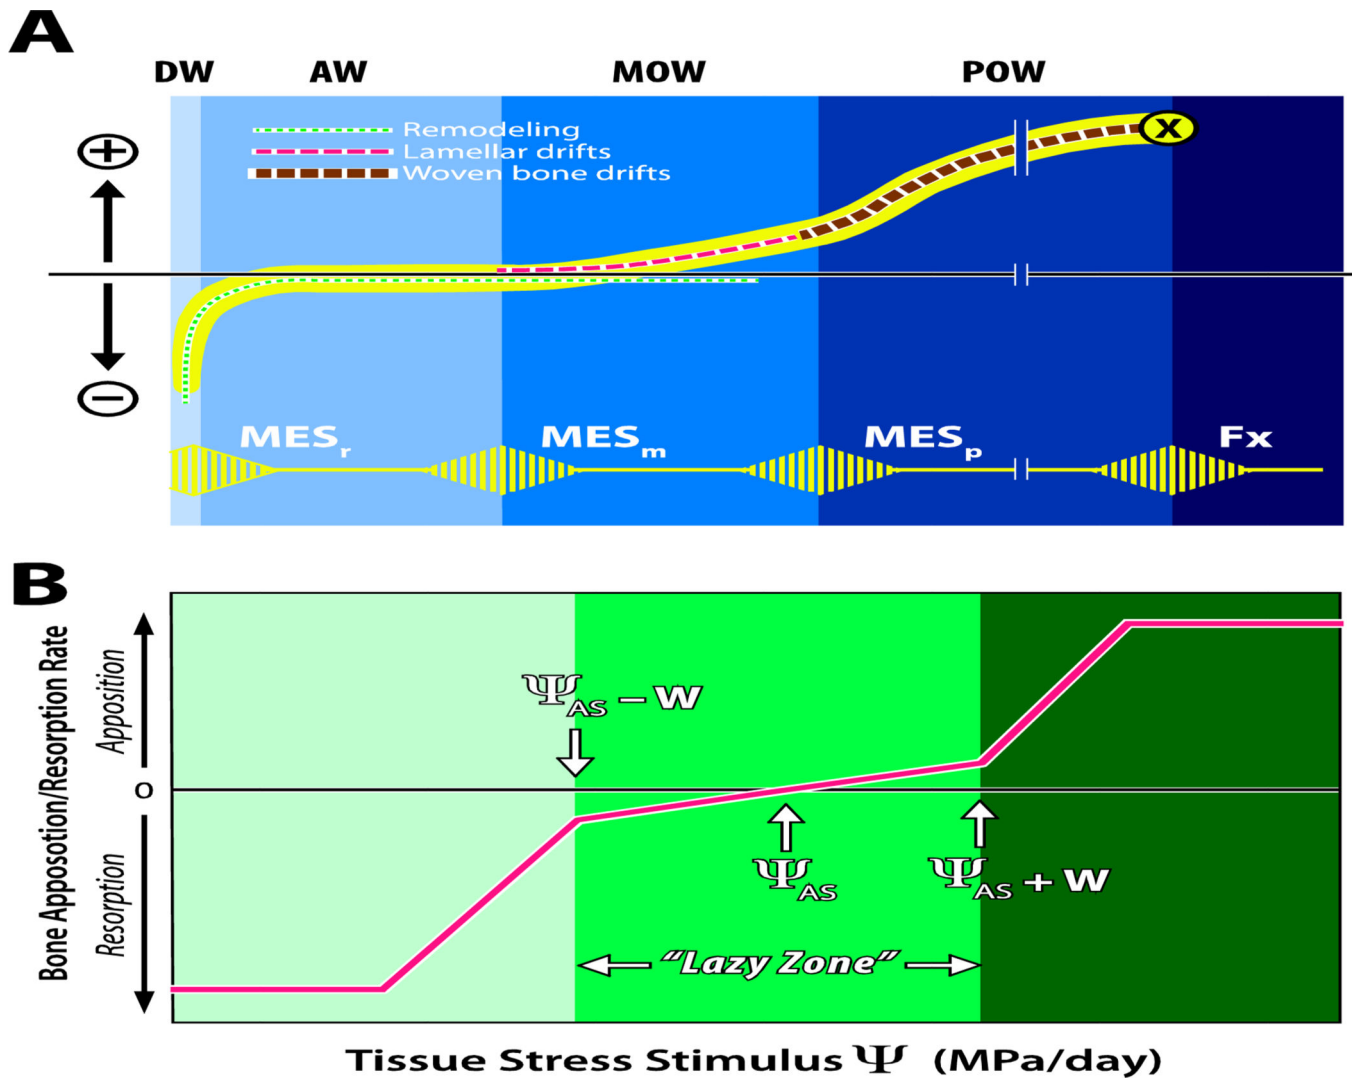 A
DW AW MOW POW
+
Remodeling
Lamellar drifts
Woven bone drifts
X
−
MESr MESm MESp Fx
B
Bone Apposotion/Resorption Rate
Apposition
Resorption
O
ΨAS − W
ΨAS
ΨAS + W
"Lazy Zone"
Tissue Stress Stimulus Ψ (MPa/day)